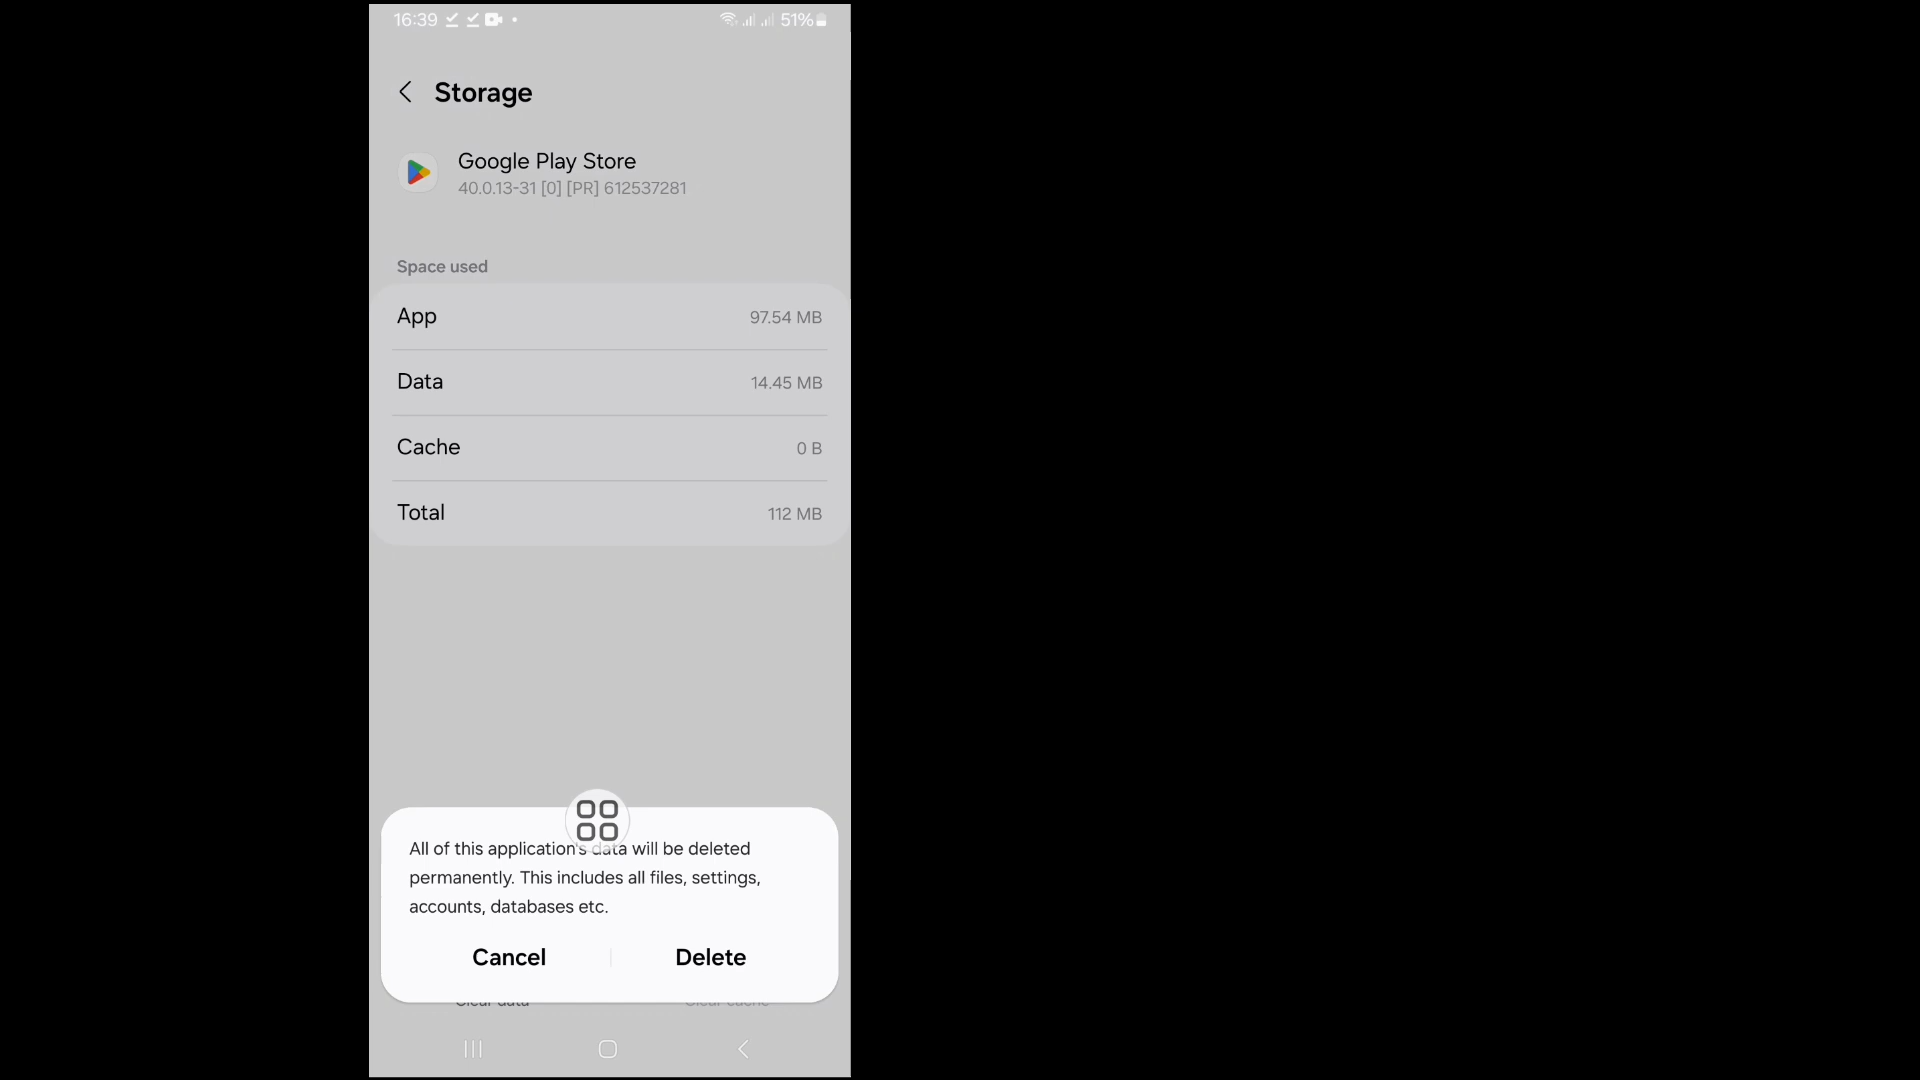 16:39
51%
Storage
Google Play Store
40.0.13-31 [0] [PR] 612537281
Space used
App 97.54 MB
Data 14.45 MB
Cache 0 B
Total 112 MB
All of this application's data will be deleted
permanently. This includes all files, settings,
accounts, databases etc.
Cancel Delete
Clear data Clear cache